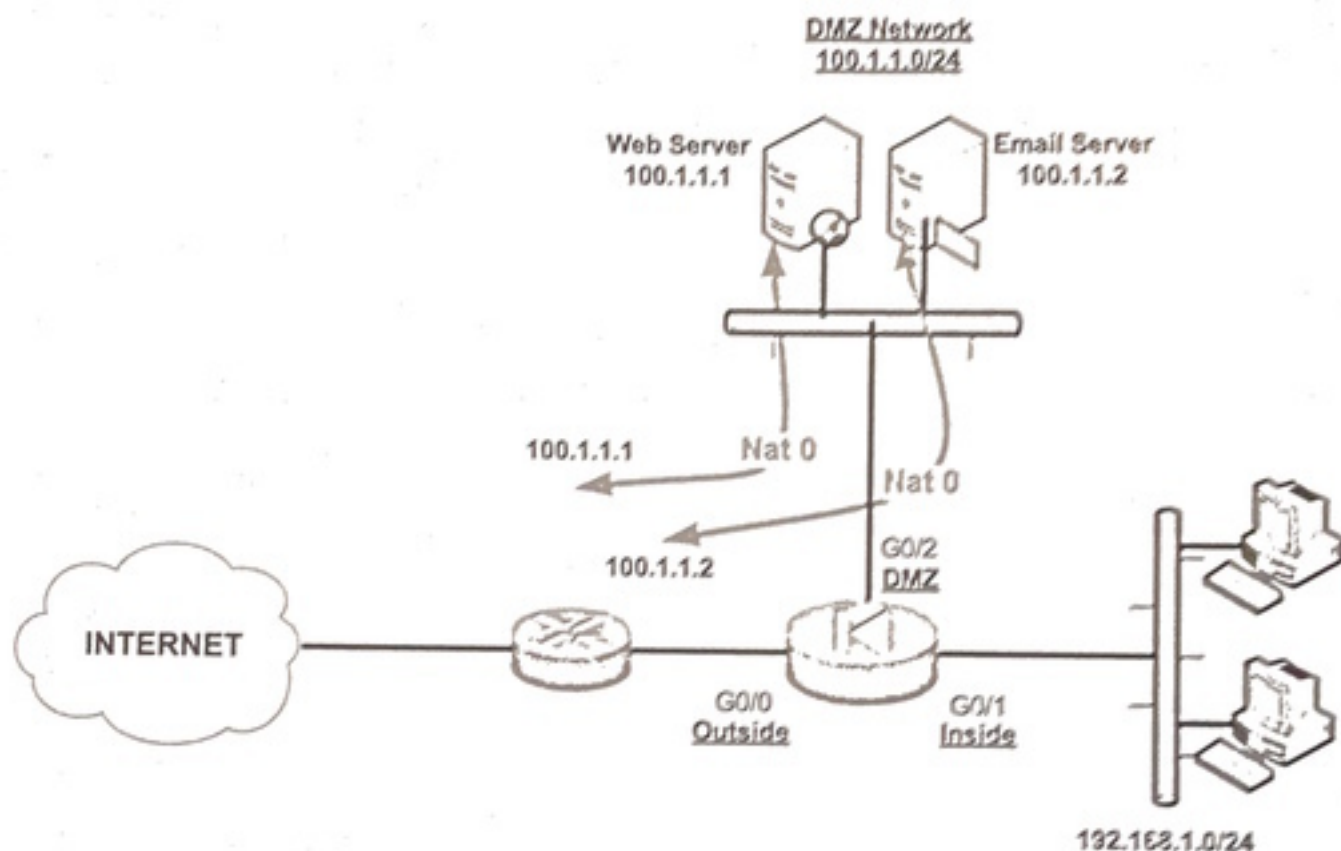 DMZ Network
100.1.1.0/24
Web Server
100.1.1.1
Email Server
100.1.1.2
100.1.1.1
Nat 0
Nat 0
100.1.1.2
G0/2
DMZ
INTERNET
G0/0
Outside
G0/1
Inside
192.168.1.0/24